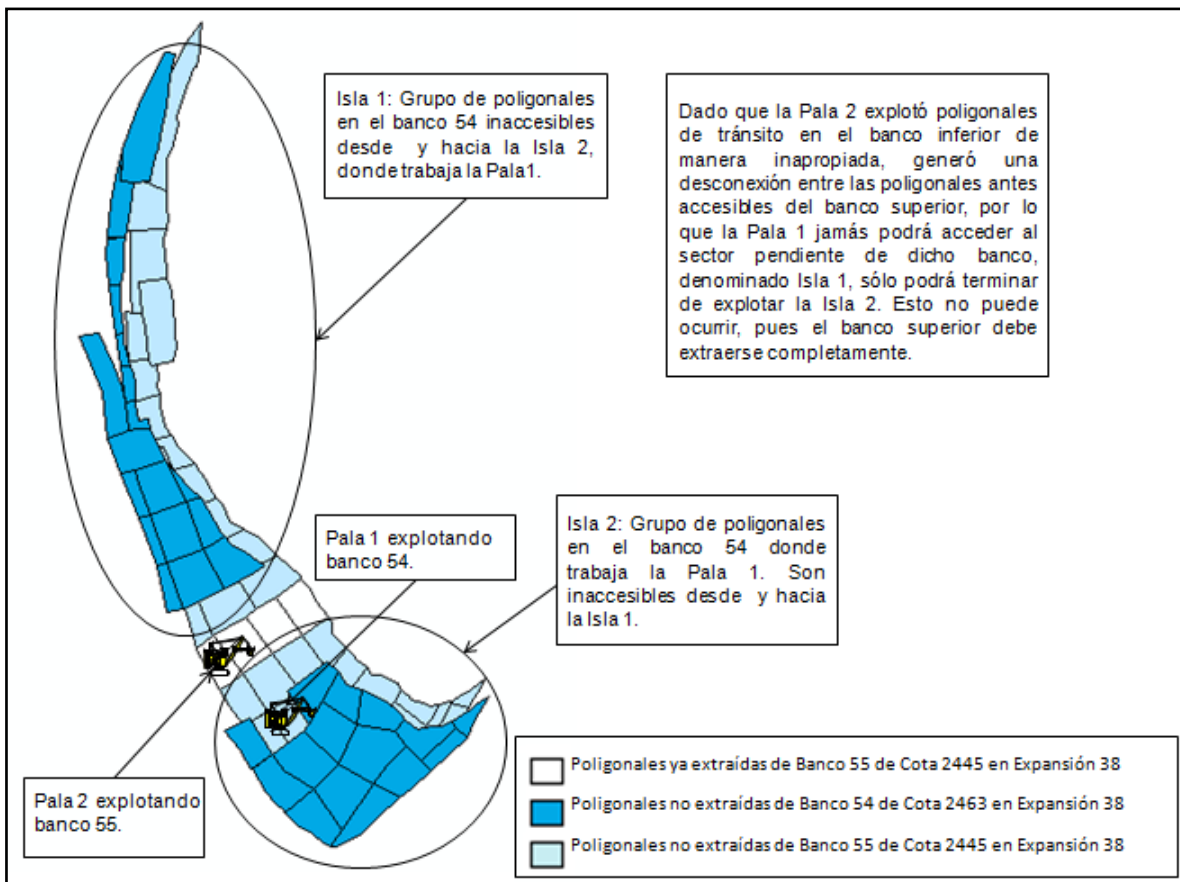 Isla 1: Grupo de poligonales
en el banco 54 inaccesibles
desde y hacia la Isla 2,
donde trabaja la Pala1.
Dado que la Pala 2 explotó poligonales
de tránsito en el banco inferior de
manera inapropiada, generó una
desconexión entre las poligonales antes
accesibles del banco superior, por lo
que la Pala 1 jamás podrá acceder al
sector pendiente de dicho banco,
denominado Isla 1, sólo podrá terminar
de explotar la Isla 2. Esto no puede
ocurrir, pues el banco superior debe
extraerse completamente.
Pala 1 explotando
banco 54.
Isla 2: Grupo de poligonales
en el banco 54 donde
trabaja la Pala 1. Son
inaccesibles desde y hacia
la Isla 1.
Pala 2 explotando
banco 55.
Poligonales ya extraídas de Banco 55 de Cota 2445 en Expansión 38
Poligonales no extraídas de Banco 54 de Cota 2463 en Expansión 38
Poligonales no extraídas de Banco 55 de Cota 2445 en Expansión 38